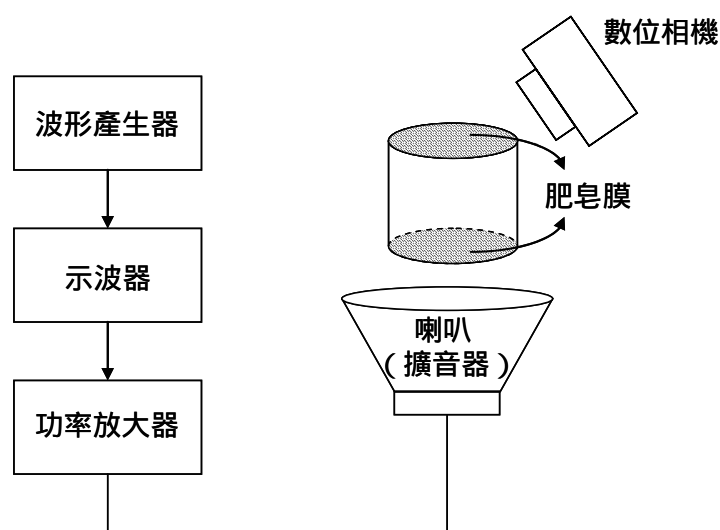 數位相機
波形產生器
肥皂膜
示波器
喇叭
（擴音器）
功率放大器